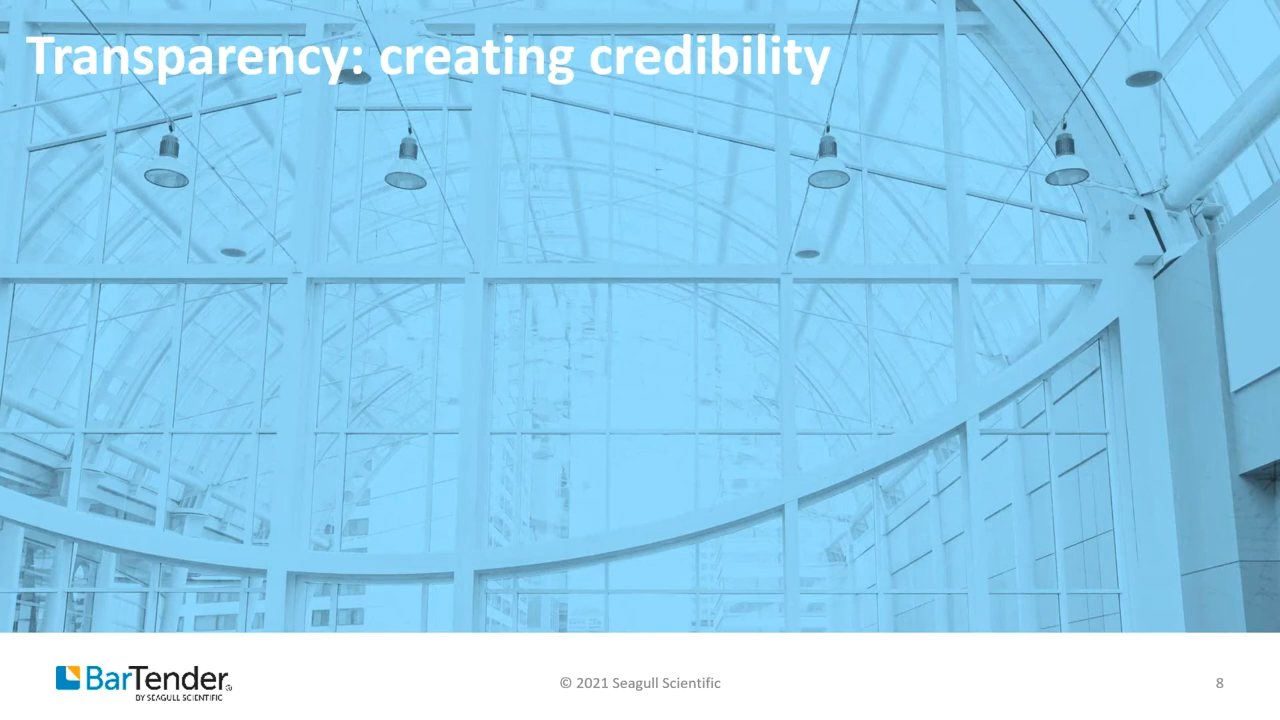 Transparency: creating credibility
BarTender
BY SEAGULL SCIENTIFIC
© 2021 Seagull Scientific
8